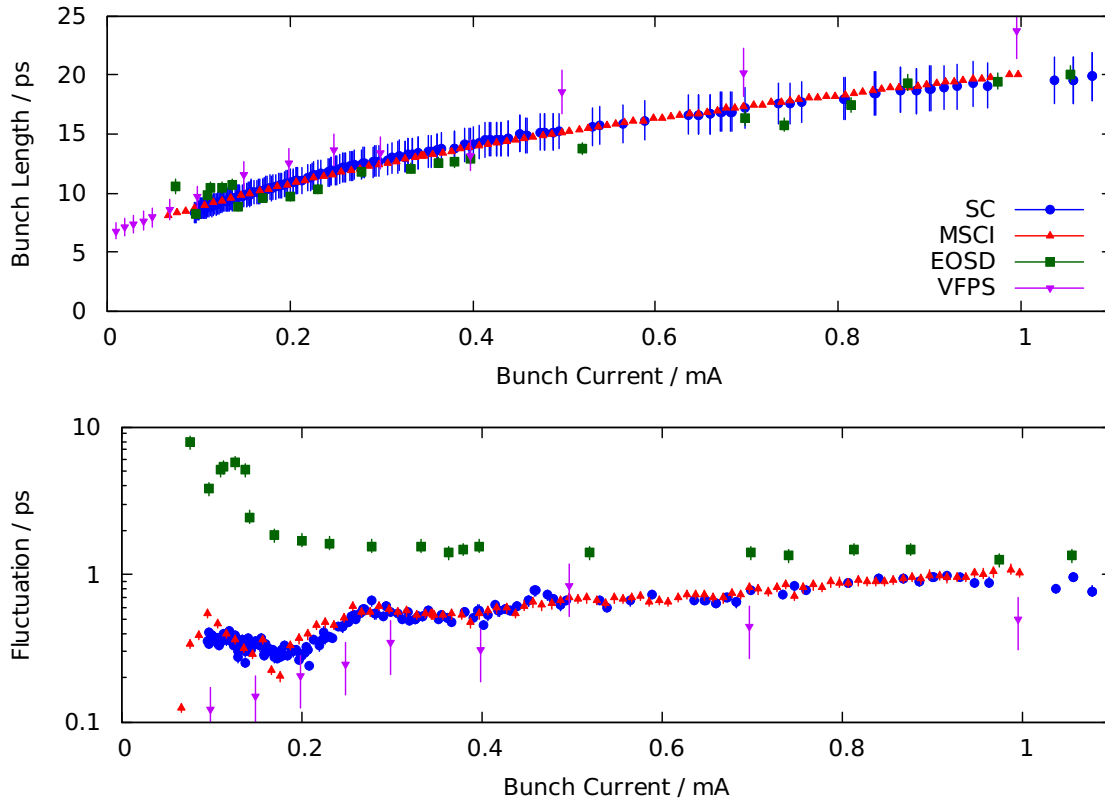 25
20
15
10
5
0
Bunch Length / ps
SC
MSCI
EOSD
VFPS
0
0.2
0.4
0.6
0.8
1
Bunch Current / mA
10
1
0.1
Fluctuation / ps
0
0.2
0.4
0.6
0.8
1
Bunch Current / mA